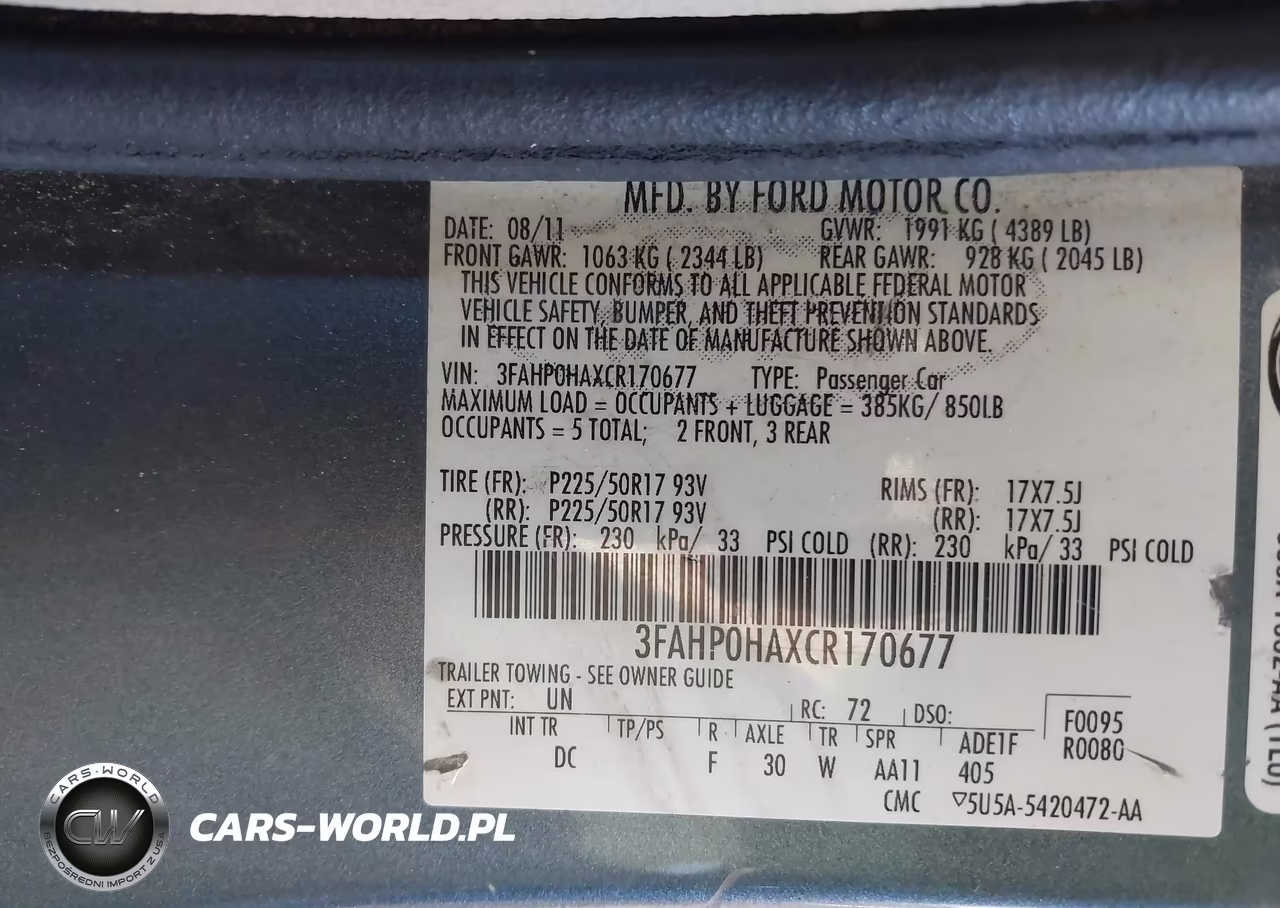 MFD. BY FORD MOTOR CO.
DATE: 08/11 GVWR: 1991 KG ( 4389 LB)
FRONT GAWR: 1063 KG ( 2344 LB) REAR GAWR: 928 KG ( 2045 LB)
THIS VEHICLE CONFORMS TO ALL APPLICABLE FEDERAL MOTOR
VEHICLE SAFETY, BUMPER, AND THEFT PREVENTION STANDARDS
IN EFFECT ON THE DATE OF MANUFACTURE SHOWN ABOVE.
VIN: 3FAHP0HAXCR170677 TYPE: Passenger Car
MAXIMUM LOAD = OCCUPANTS + LUGGAGE = 385KG/ 850LB
OCCUPANTS = 5 TOTAL; 2 FRONT, 3 REAR
TIRE (FR): P225/50R17 93V RIMS (FR): 17X7.5J
(RR): P225/50R17 93V (RR): 17X7.5J
PRESSURE (FR): 230 kPa/ 33 PSI COLD (RR): 230 kPa/ 33 PSI COLD
3FAHP0HAXCR170677
TRAILER TOWING - SEE OWNER GUIDE
EXT PNT: UN RC: 72 DSO: F0095
INT TR TP/PS R AXLE TR SPR ADE1F R0080
DC F 30 W AA11 405
CMC ▽5U5A-5420472-AA
CARS-WORLD
CW
BEZPOŚREDNI IMPORT Z USA
CARS-WORLD.PL